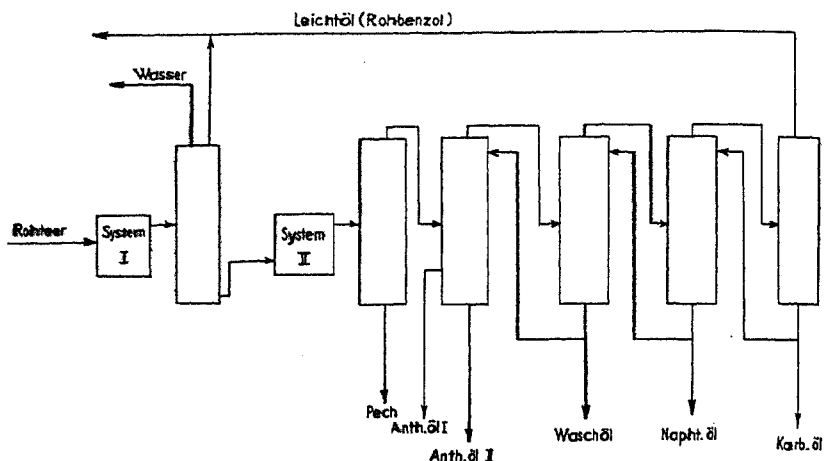 Leichtöl (Rohbenzol)
Wasser
Rohteer
System
I
System
II
Pech
Anth.öl I
Anth.öl II
Waschöl
Napht.öl
Karb.öl